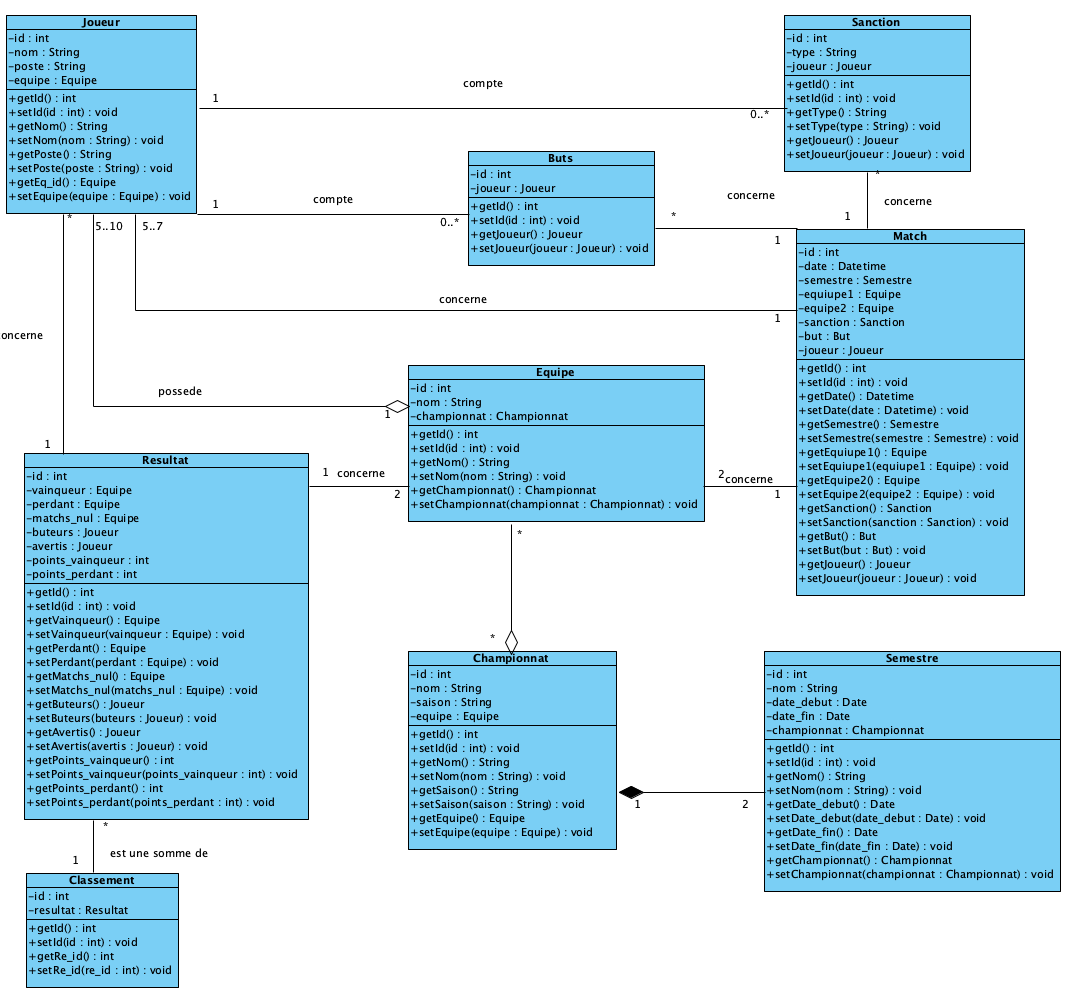 Joueur
-id : int
-nom : String
-poste : String
-equipe : Equipe
+getId() : int
+setId(id : int) : void
+getNom() : String
+setNom(nom : String) : void
+getPoste() : String
+setPoste(poste : String) : void
+getEq_id() : Equipe
+setEquipe(equipe : Equipe) : void
Sanction
-id : int
-type : String
-joueur : Joueur
+getId() : int
+setId(id : int) : void
+getType() : String
+setType(type : String) : void
+getJoueur() : Joueur
+setJoueur(joueur : Joueur) : void
compte
1
0..*
Buts
-id : int
-joueur : Joueur
+getId() : int
+setId(id : int) : void
+getJoueur() : Joueur
+setJoueur(joueur : Joueur) : void
compte
1
0..*
concerne
*
1
*
concerne
1
*
5..10
5..7
Match
-id : int
-date : Datetime
-semestre : Semestre
-equiupe1 : Equipe
-equipe2 : Equipe
-sanction : Sanction
-but : But
-joueur : Joueur
+getId() : int
+setId(id : int) : void
+getDate() : Datetime
+setDate(date : Datetime) : void
+getSemestre() : Semestre
+setSemestre(semestre : Semestre) : void
+getEquiupe1() : Equipe
+setEquiupe1(equiupe1 : Equipe) : void
+getEquipe2() : Equipe
+setEquipe2(equipe2 : Equipe) : void
+getSanction() : Sanction
+setSanction(sanction : Sanction) : void
+getBut() : But
+setBut(but : But) : void
+getJoueur() : Joueur
+setJoueur(joueur : Joueur) : void
concerne
1
oncerne
1
possede
1
Equipe
-id : int
-nom : String
-championnat : Championnat
+getId() : int
+setId(id : int) : void
+getNom() : String
+setNom(nom : String) : void
+getChampionnat() : Championnat
+setChampionnat(championnat : Championnat) : void
1 concerne
2
2
concerne
1
Resultat
-id : int
-vainqueur : Equipe
-perdant : Equipe
-matchs_nul : Equipe
-buteurs : Joueur
-avertis : Joueur
-points_vainqueur : int
-points_perdant : int
+getId() : int
+setId(id : int) : void
+getVainqueur() : Equipe
+setVainqueur(vainqueur : Equipe) : void
+getPerdant() : Equipe
+setPerdant(perdant : Equipe) : void
+getMatchs_nul() : Equipe
+setMatchs_nul(matchs_nul : Equipe) : void
+getButeurs() : Joueur
+setButeurs(buteurs : Joueur) : void
+getAvertis() : Joueur
+setAvertis(avertis : Joueur) : void
+getPoints_vainqueur() : int
+setPoints_vainqueur(points_vainqueur : int) : void
+getPoints_perdant() : int
+setPoints_perdant(points_perdant : int) : void
*
*
Championnat
-id : int
-nom : String
-saison : String
-equipe : Equipe
+getId() : int
+setId(id : int) : void
+getNom() : String
+setNom(nom : String) : void
+getSaison() : String
+setSaison(saison : String) : void
+getEquipe() : Equipe
+setEquipe(equipe : Equipe) : void
1
2
Semestre
-id : int
-nom : String
-date_debut : Date
-date_fin : Date
-championnat : Championnat
+getId() : int
+setId(id : int) : void
+getNom() : String
+setNom(nom : String) : void
+getDate_debut() : Date
+setDate_debut(date_debut : Date) : void
+getDate_fin() : Date
+setDate_fin(date_fin : Date) : void
+getChampionnat() : Championnat
+setChampionnat(championnat : Championnat) : void
*
est une somme de
1
Classement
-id : int
-resultat : Resultat
+getId() : int
+setId(id : int) : void
+getRe_id() : int
+setRe_id(re_id : int) : void